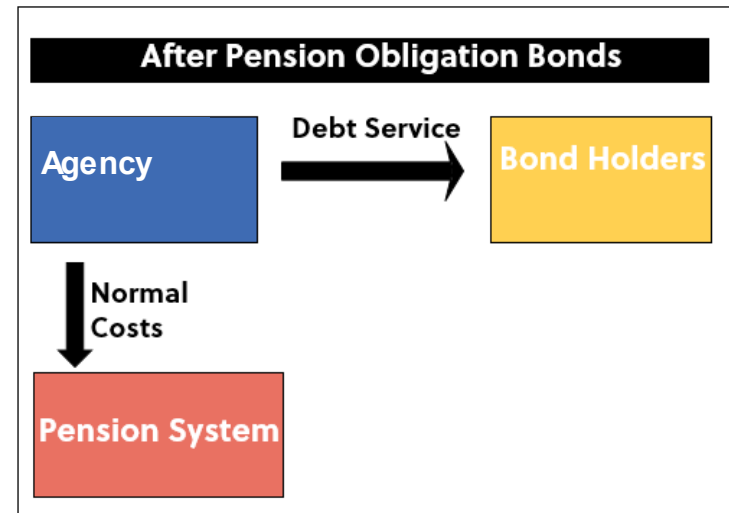 After Pension Obligation Bonds
Debt Service
Agency
Bond Holders
Normal
Costs
Pension System